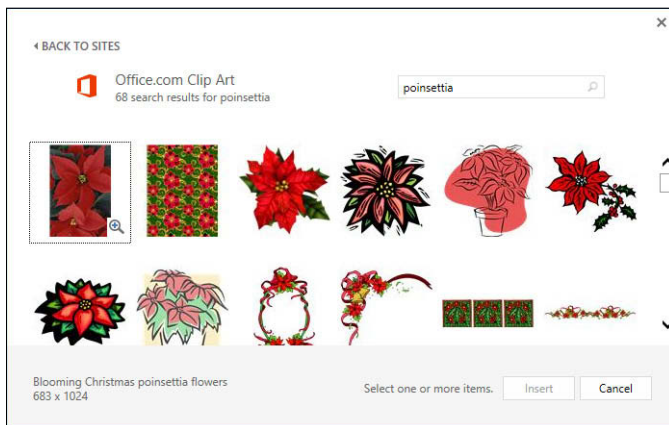 BACK TO SITES
Office.com Clip Art
68 search results for poinsettia
poinsettia
Blooming Christmas poinsettia flowers
683 x 1024
Select one or more items.
Insert
Cancel